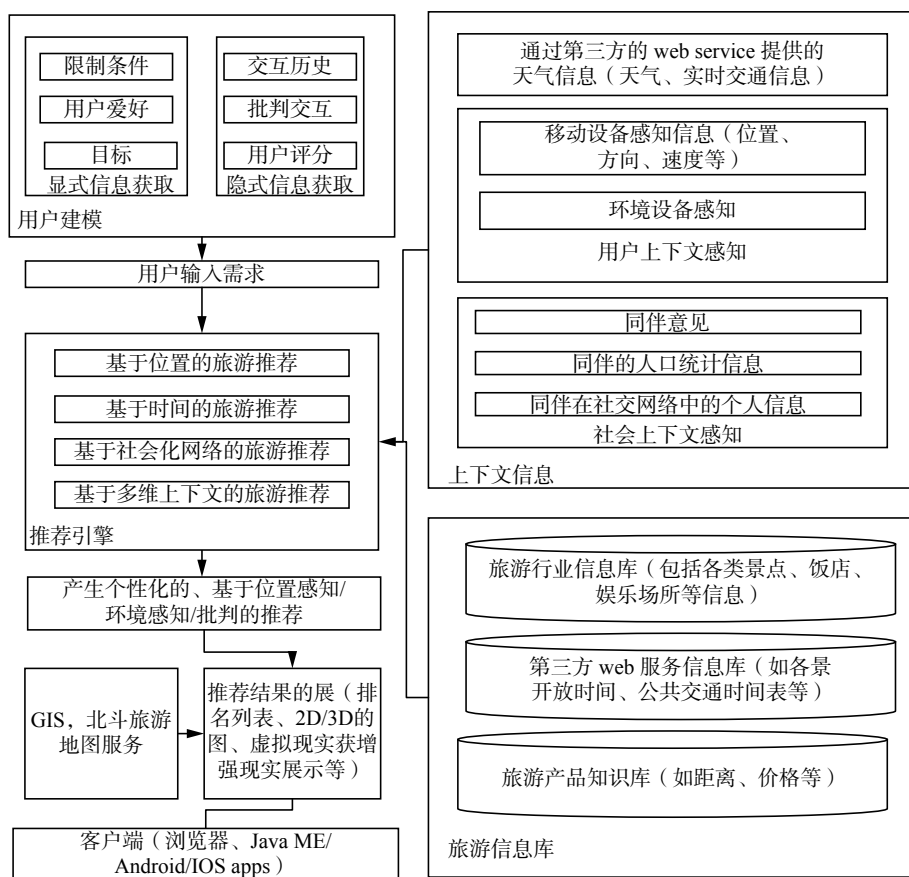 限制条件
用户爱好
目标
显式信息获取
交互历史
批判交互
用户评分
隐式信息获取
用户建模
用户输入需求
基于位置的旅游推荐
基于时间的旅游推荐
基于社会化网络的旅游推荐
基于多维上下文的旅游推荐
推荐引擎
产生个性化的、基于位置感知/
环境感知/批判的推荐
GIS，北斗旅游
地图服务
推荐结果的展（排
名列表、2D/3D的
图、虚拟现实获增
强现实展示等）
客户端（浏览器、Java ME/
Android/IOS apps）
通过第三方的 web service 提供的
天气信息（天气、实时交通信息）
移动设备感知信息（位置、
方向、速度等）
环境设备感知
用户上下文感知
同伴意见
同伴的人口统计信息
同伴在社交网络中的个人信息
社会上下文感知
上下文信息
旅游行业信息库（包括各类景点、饭店、
娱乐场所等信息）
第三方 web 服务信息库（如各景
开放时间、公共交通时间表等）
旅游产品知识库（如距离、价格等）
旅游信息库